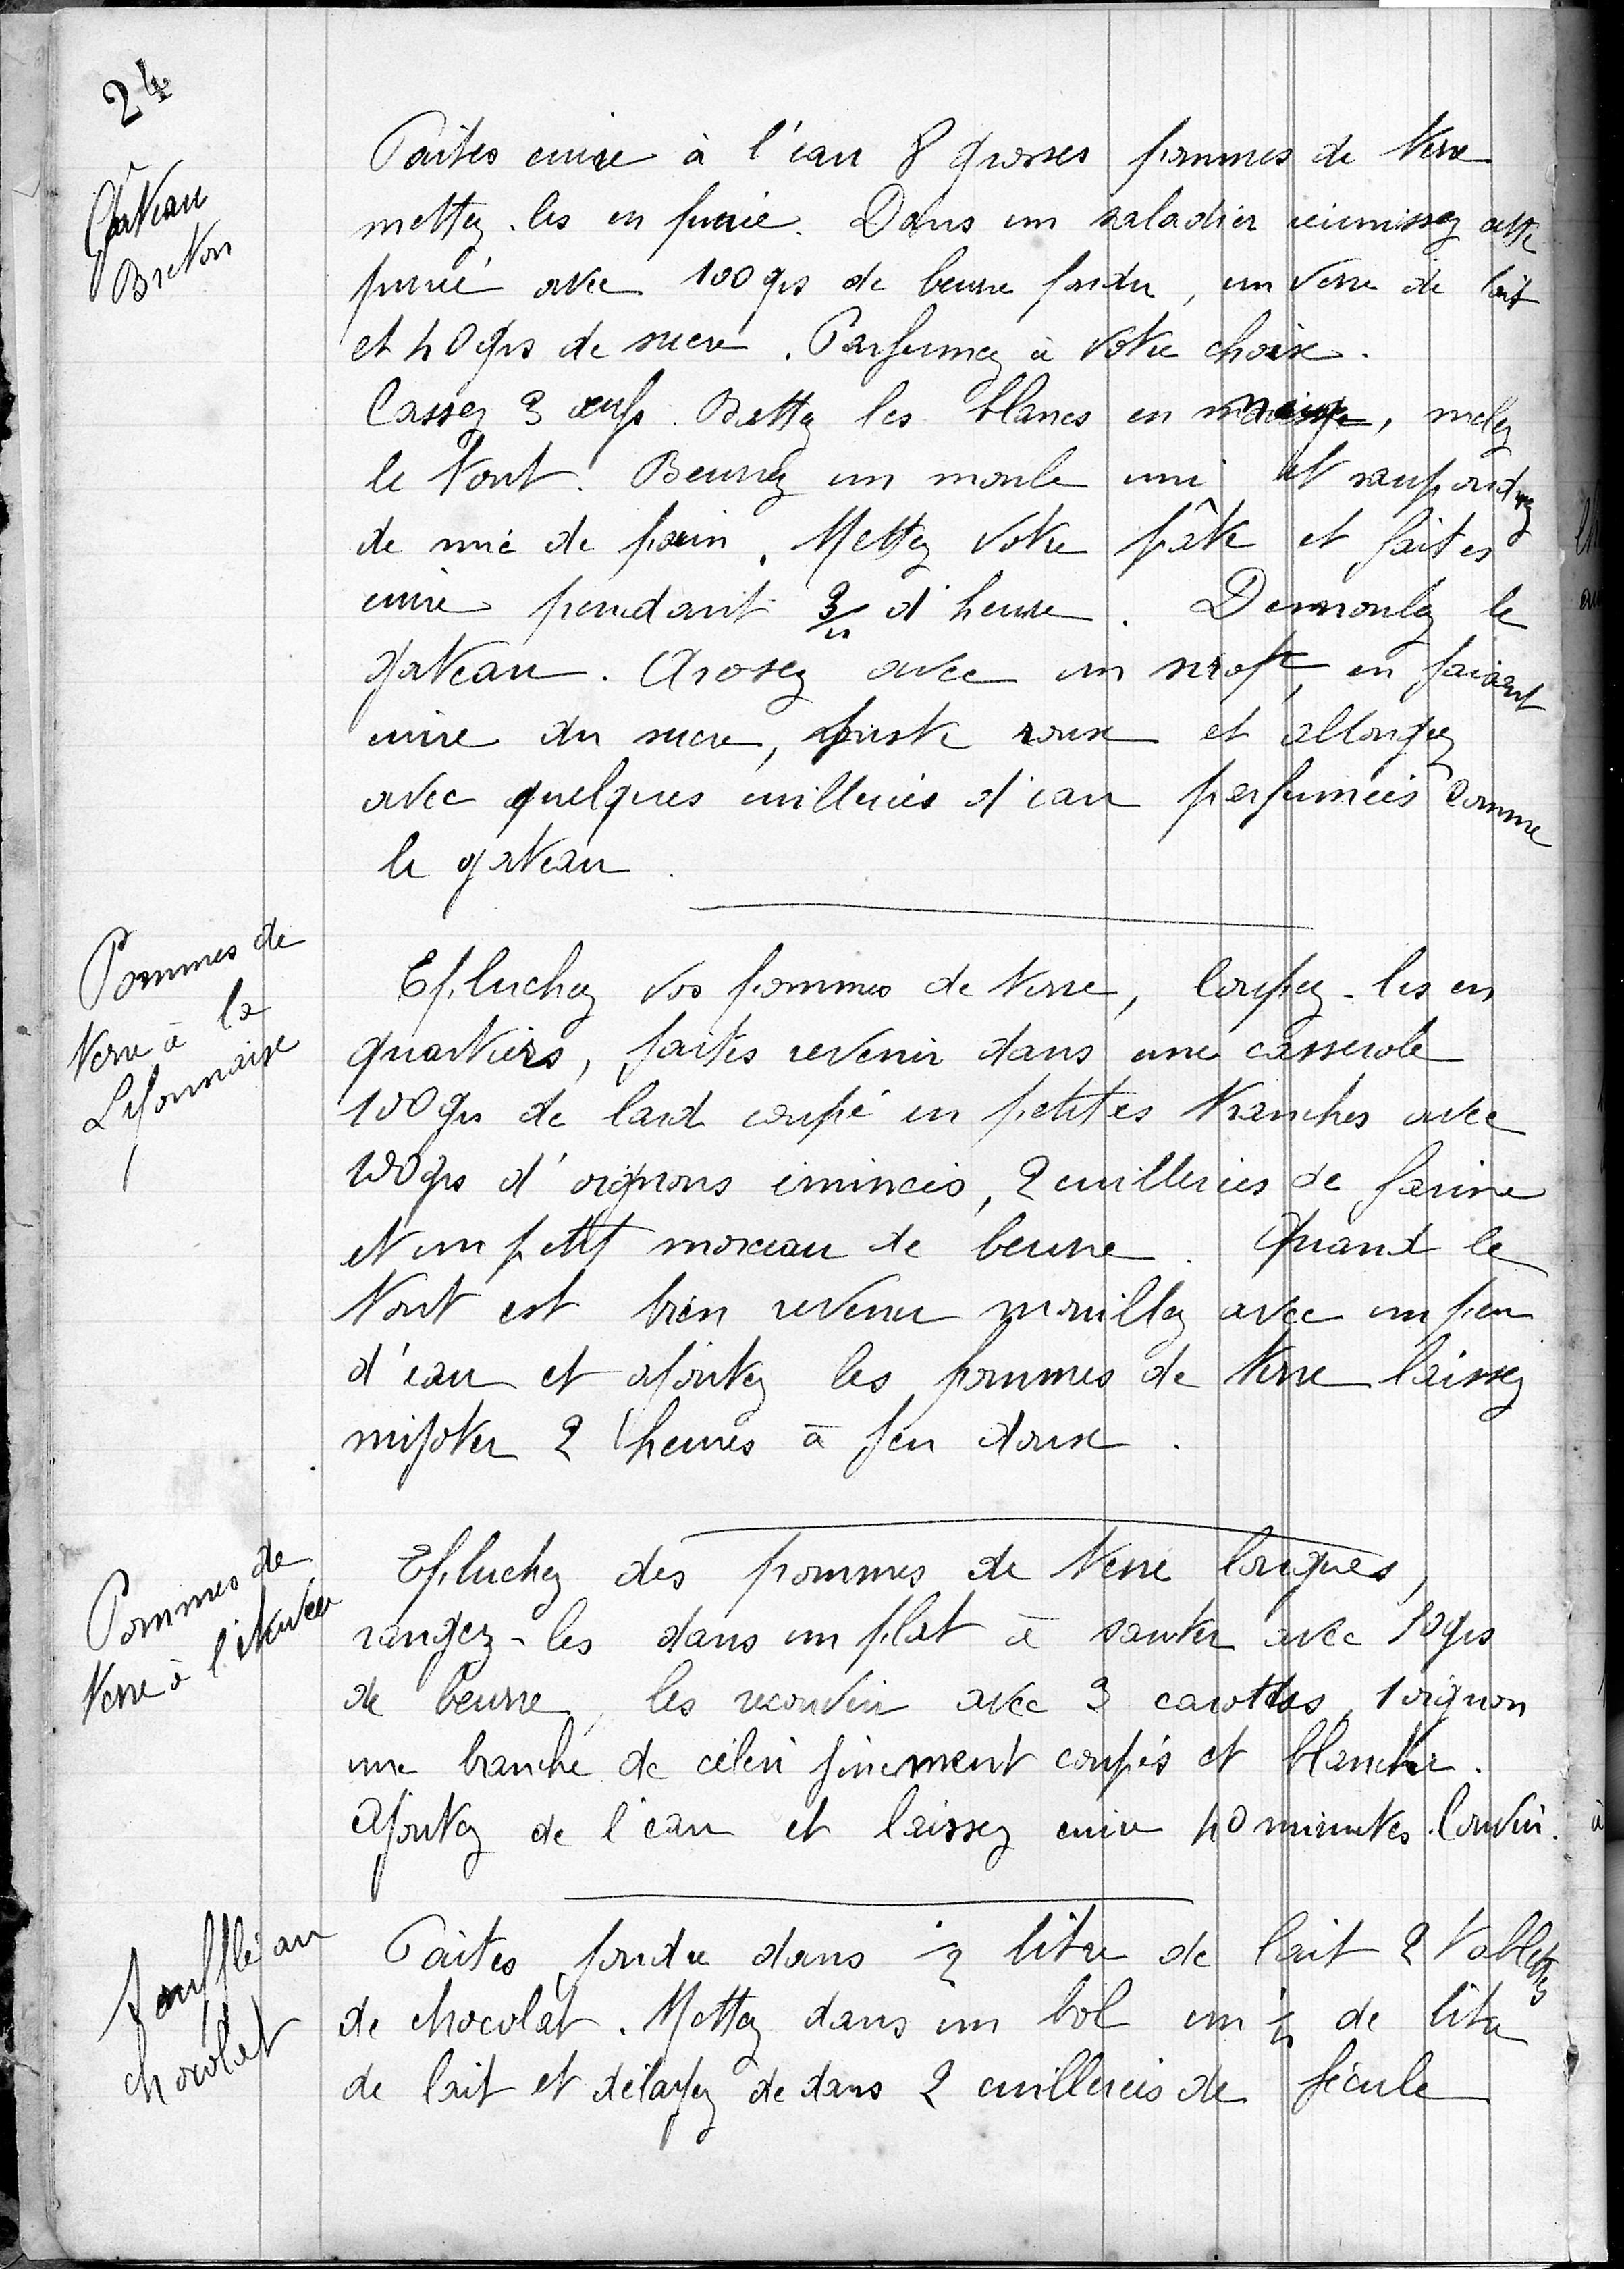 24
Gateau
Breton
Faites cuire à l'eau 8 grosses pommes de terre
mettez-les en purée. Dans un saladier réunissez cette
purée avec 100 grs de beurre fondu, un verre de lait
et 40 grs de sucre. Parfumez à votre choix.
Cassez 3 œufs. Battez les blancs en neige, melez
le tout. Beurrez un moule uni et saupoudrez
de mie de pain. Mettez votre pâte et faites
cuire pendant 3/4 d'heure. Demoulez le
gateau. Arosez avec un sirop, en faisant
cuire du sucre, juste roux et allongez
avec quelques cuillerées d'eau parfumées comme
le gateau.
Pommes de
terre à la
Lyonnaise
Epluchez vos pommes de terre, Coupez-les en
quartiers, faites revenir dans une casserole
100 grs de lard coupé en petites tranches avec
100 grs d'oignons émincés, 2 cuillerées de farine
et un petit morceau de beurre. Quand le
tout est bien revenu mouillez avec un peu
d'eau et ajoutez les pommes de terre laissez
mijoter 2 heures à feu doux.
Pommes de
terre à l'étuvée
Epluchez des pommes de terre longues,
rangez-les dans un plat à sauter avec 50 grs
de beurre, les recouvrir avec 3 carottes, 1 oignon
une branche de céleri finement coupés et blanchir.
Ajoutez de l'eau et laissez cuire 40 minutes. Couvrir.
Soufflé au
chocolat
Faites fondre dans 1/2 litre de lait 2 tablettes
de chocolat. Mettez dans un bol un 1/4 de litre
de lait et délayez de dans 2 cuillerées de fécule